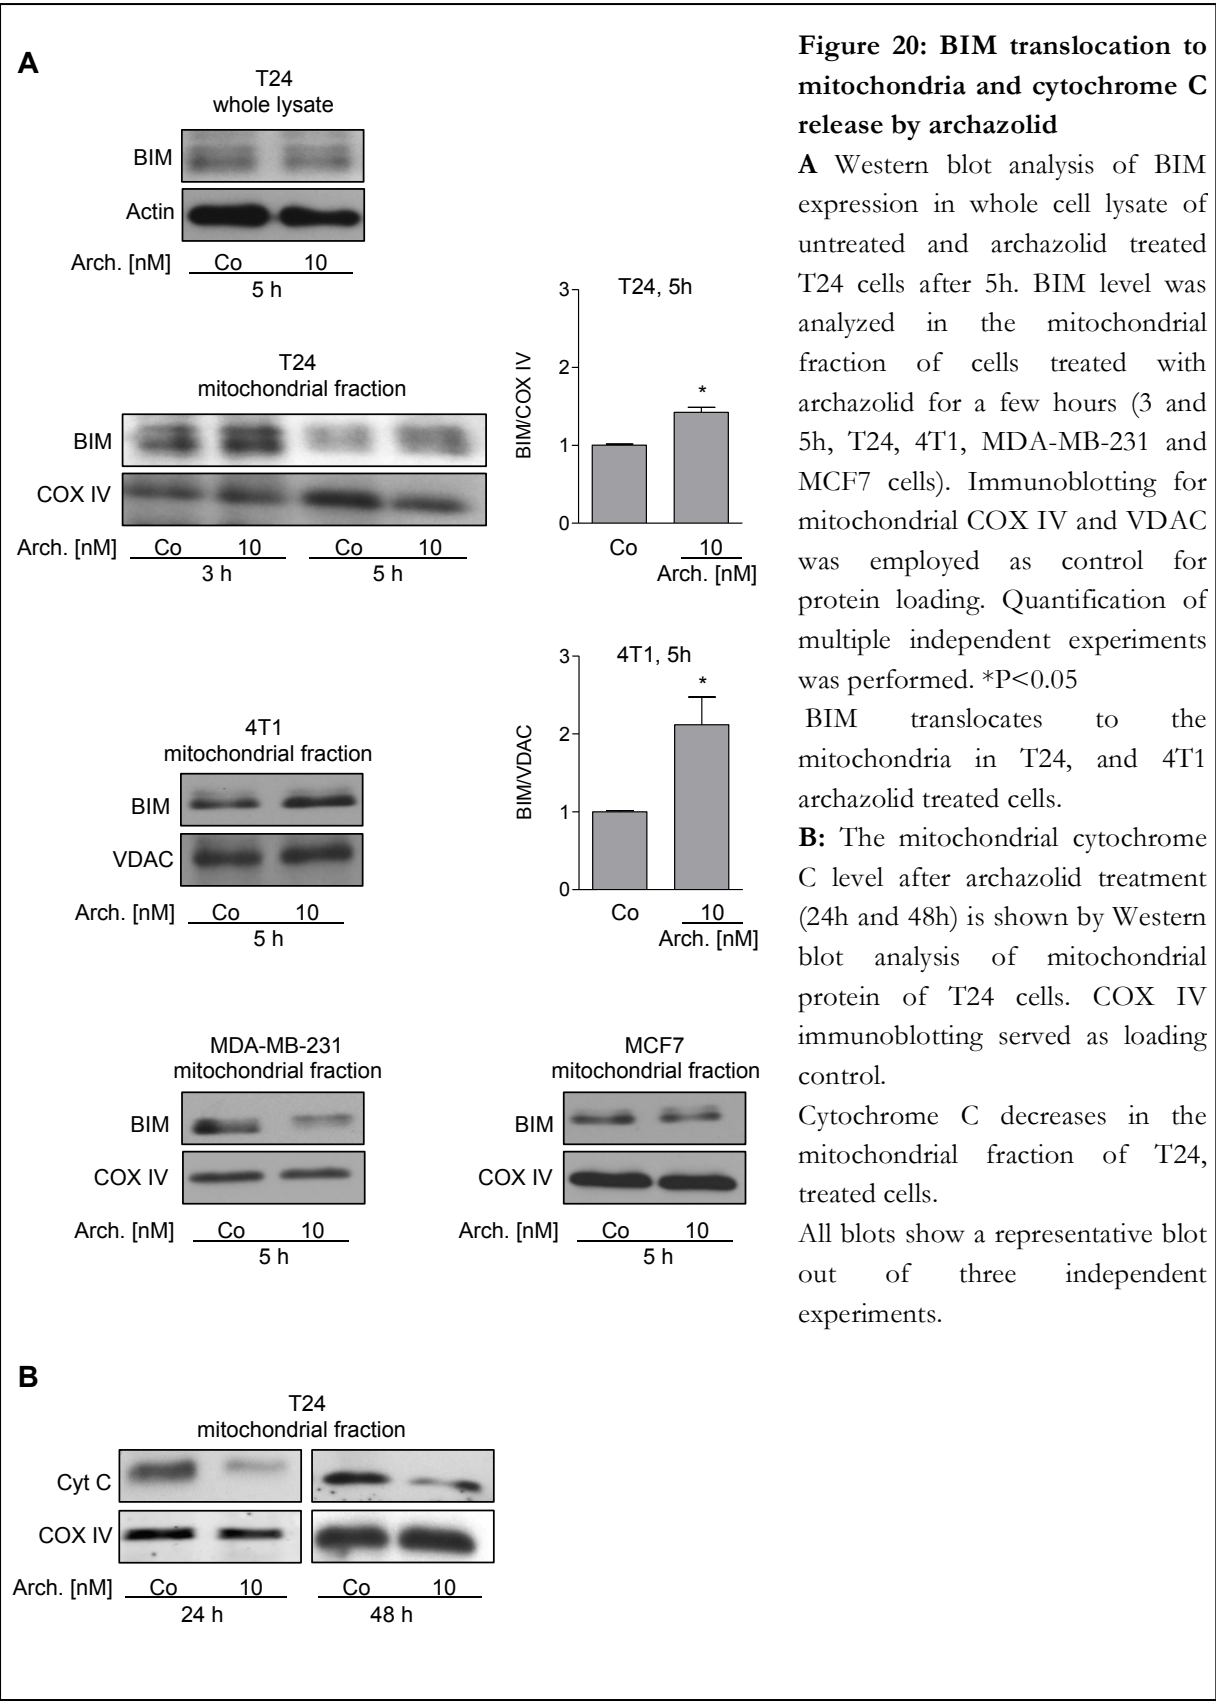 A
T24
whole lysate
BIM
Actin
Arch. [nM] Co 10
5 h
T24
mitochondrial fraction
BIM
COX IV
Arch. [nM] Co 10 Co 10
3 h 5 h
T24, 5h
3
2
1
0
BIM/COX IV
*
Co 10
Arch. [nM]
4T1
mitochondrial fraction
BIM
VDAC
Arch. [nM] Co 10
5 h
4T1, 5h
3
2
1
0
BIM/VDAC
*
Co 10
Arch. [nM]
MDA-MB-231
mitochondrial fraction
BIM
COX IV
Arch. [nM] Co 10
5 h
MCF7
mitochondrial fraction
BIM
COX IV
Arch. [nM] Co 10
5 h
B
T24
mitochondrial fraction
Cyt C
COX IV
Arch. [nM] Co 10 Co 10
24 h 48 h
Figure 20: BIM translocation to
mitochondria and cytochrome C
release by archazolid
A Western blot analysis of BIM
expression in whole cell lysate of
untreated and archazolid treated
T24 cells after 5h. BIM level was
analyzed in the mitochondrial
fraction of cells treated with
archazolid for a few hours (3 and
5h, T24, 4T1, MDA-MB-231 and
MCF7 cells). Immunoblotting for
mitochondrial COX IV and VDAC
was employed as control for
protein loading. Quantification of
multiple independent experiments
was performed. *P<0.05
BIM translocates to the
mitochondria in T24, and 4T1
archazolid treated cells.
B: The mitochondrial cytochrome
C level after archazolid treatment
(24h and 48h) is shown by Western
blot analysis of mitochondrial
protein of T24 cells. COX IV
immunoblotting served as loading
control.
Cytochrome C decreases in the
mitochondrial fraction of T24,
treated cells.
All blots show a representative blot
out of three independent
experiments.